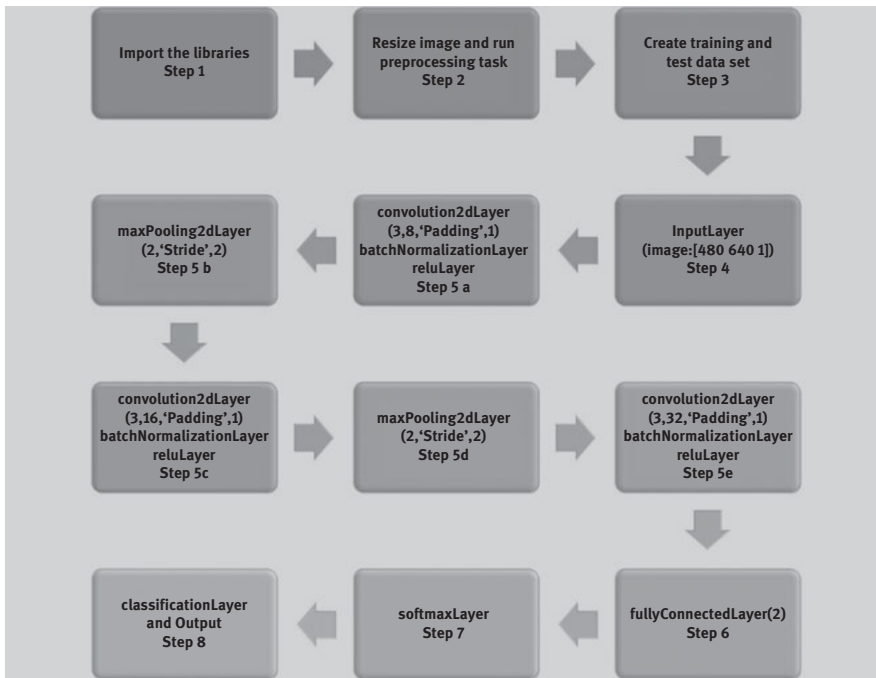 Import the libraries
Step 1
Resize image and run
preprocessing task
Step 2
Create training and
test data set
Step 3
InputLayer
(image:[480 640 1])
Step 4
convolution2dLayer
(3,8,‘Padding’,1)
batchNormalizationLayer
reluLayer
Step 5 a
maxPooling2dLayer
(2,‘Stride’,2)
Step 5 b
convolution2dLayer
(3,16,‘Padding’,1)
batchNormalizationLayer
reluLayer
Step 5c
maxPooling2dLayer
(2,‘Stride’,2)
Step 5d
convolution2dLayer
(3,32,‘Padding’,1)
batchNormalizationLayer
reluLayer
Step 5e
fullyConnectedLayer(2)
Step 6
softmaxLayer
Step 7
classificationLayer
and Output
Step 8